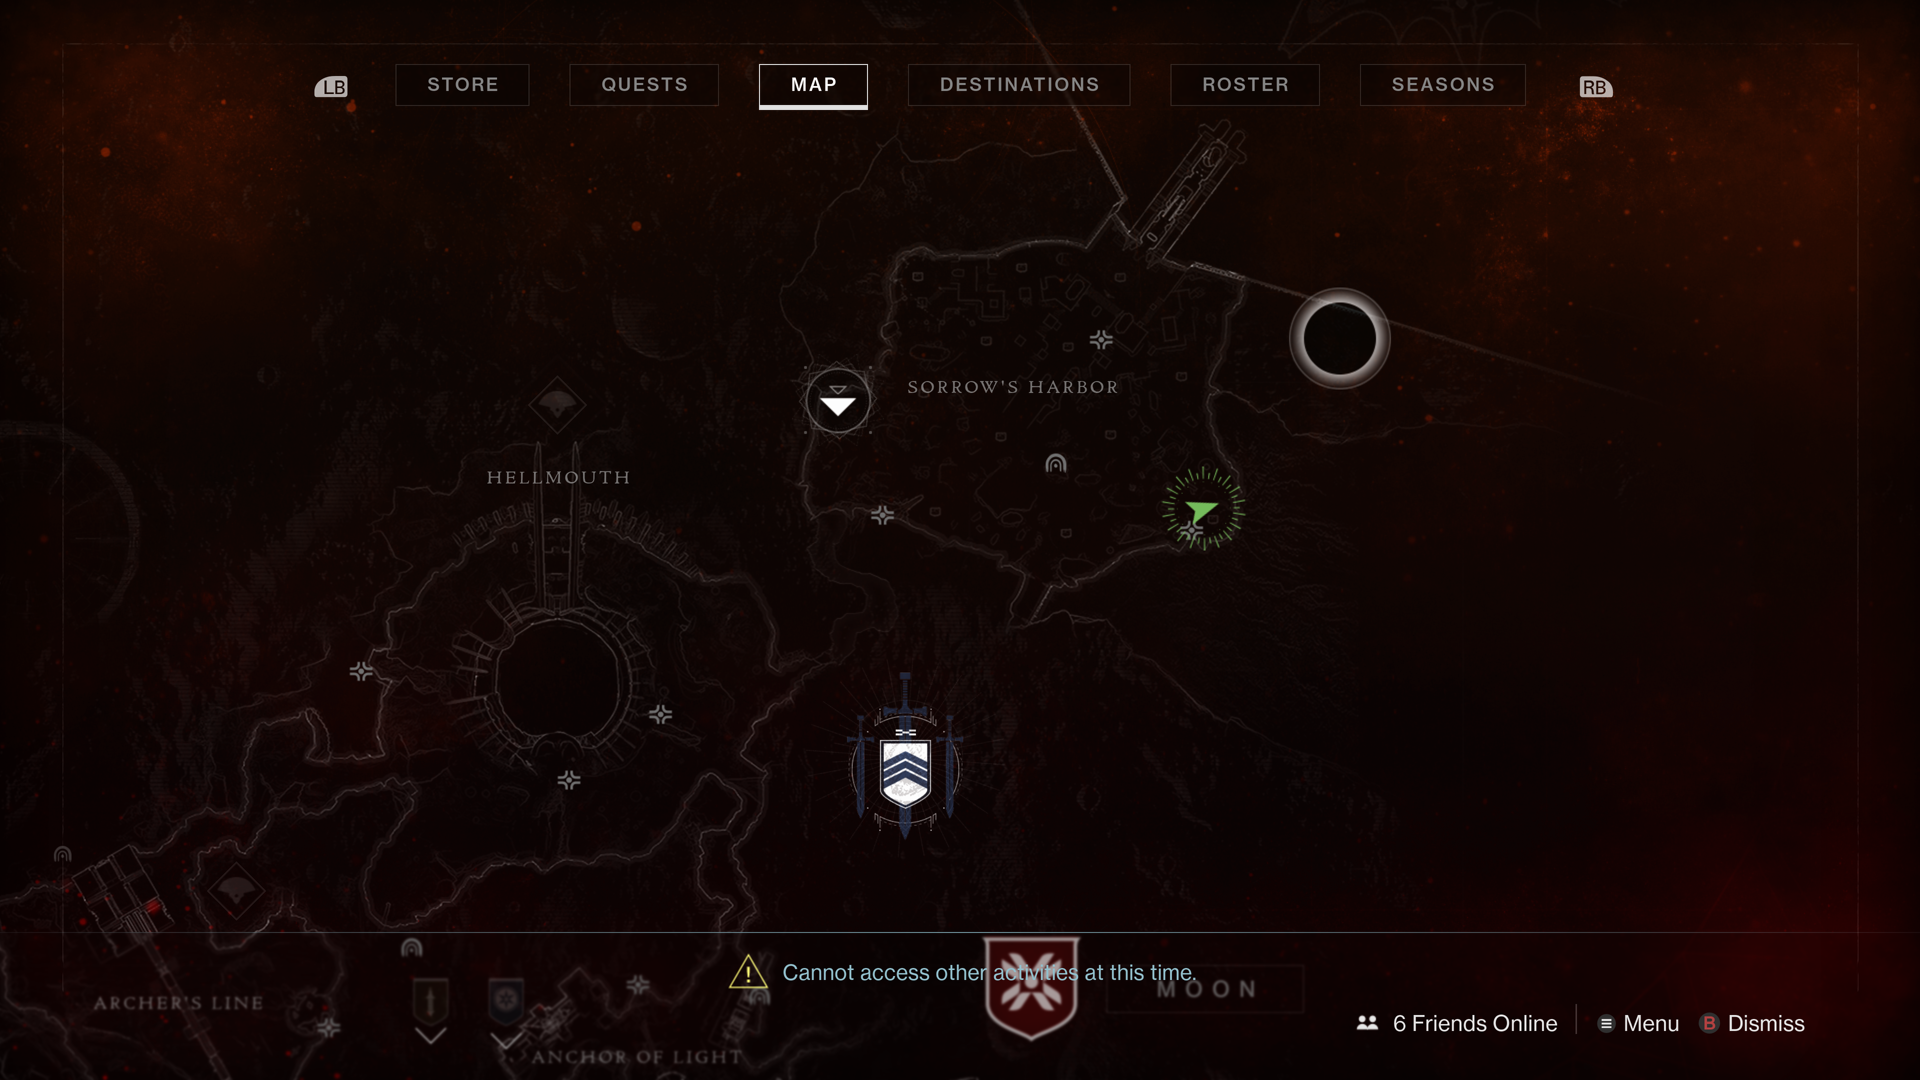 LB
STORE
QUESTS
MAP
DESTINATIONS
ROSTER
SEASONS
RB
SORROW'S HARBOR
HELLMOUTH
Cannot access other activities at this time.
MOON
ARCHER'S LINE
6 Friends Online
Menu
B Dismiss
ANCHOR OF LIGHT